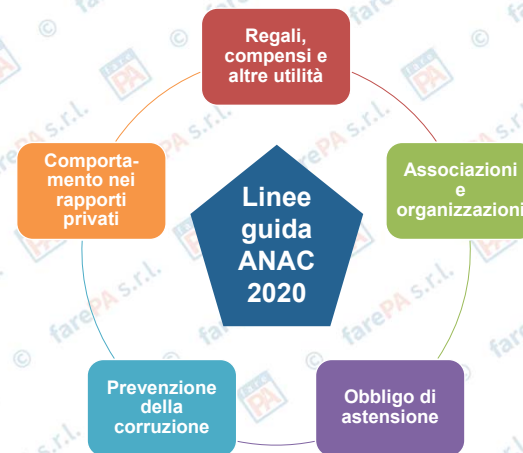 Regali,
compensi e
altre utilità
Associazioni
e
organizzazioni
Obbligo di
astensione
Prevenzione
della
corruzione
Comporta-
mento nei
rapporti
privati
Linee
guida
ANAC
2020
© farePA s.r.l.